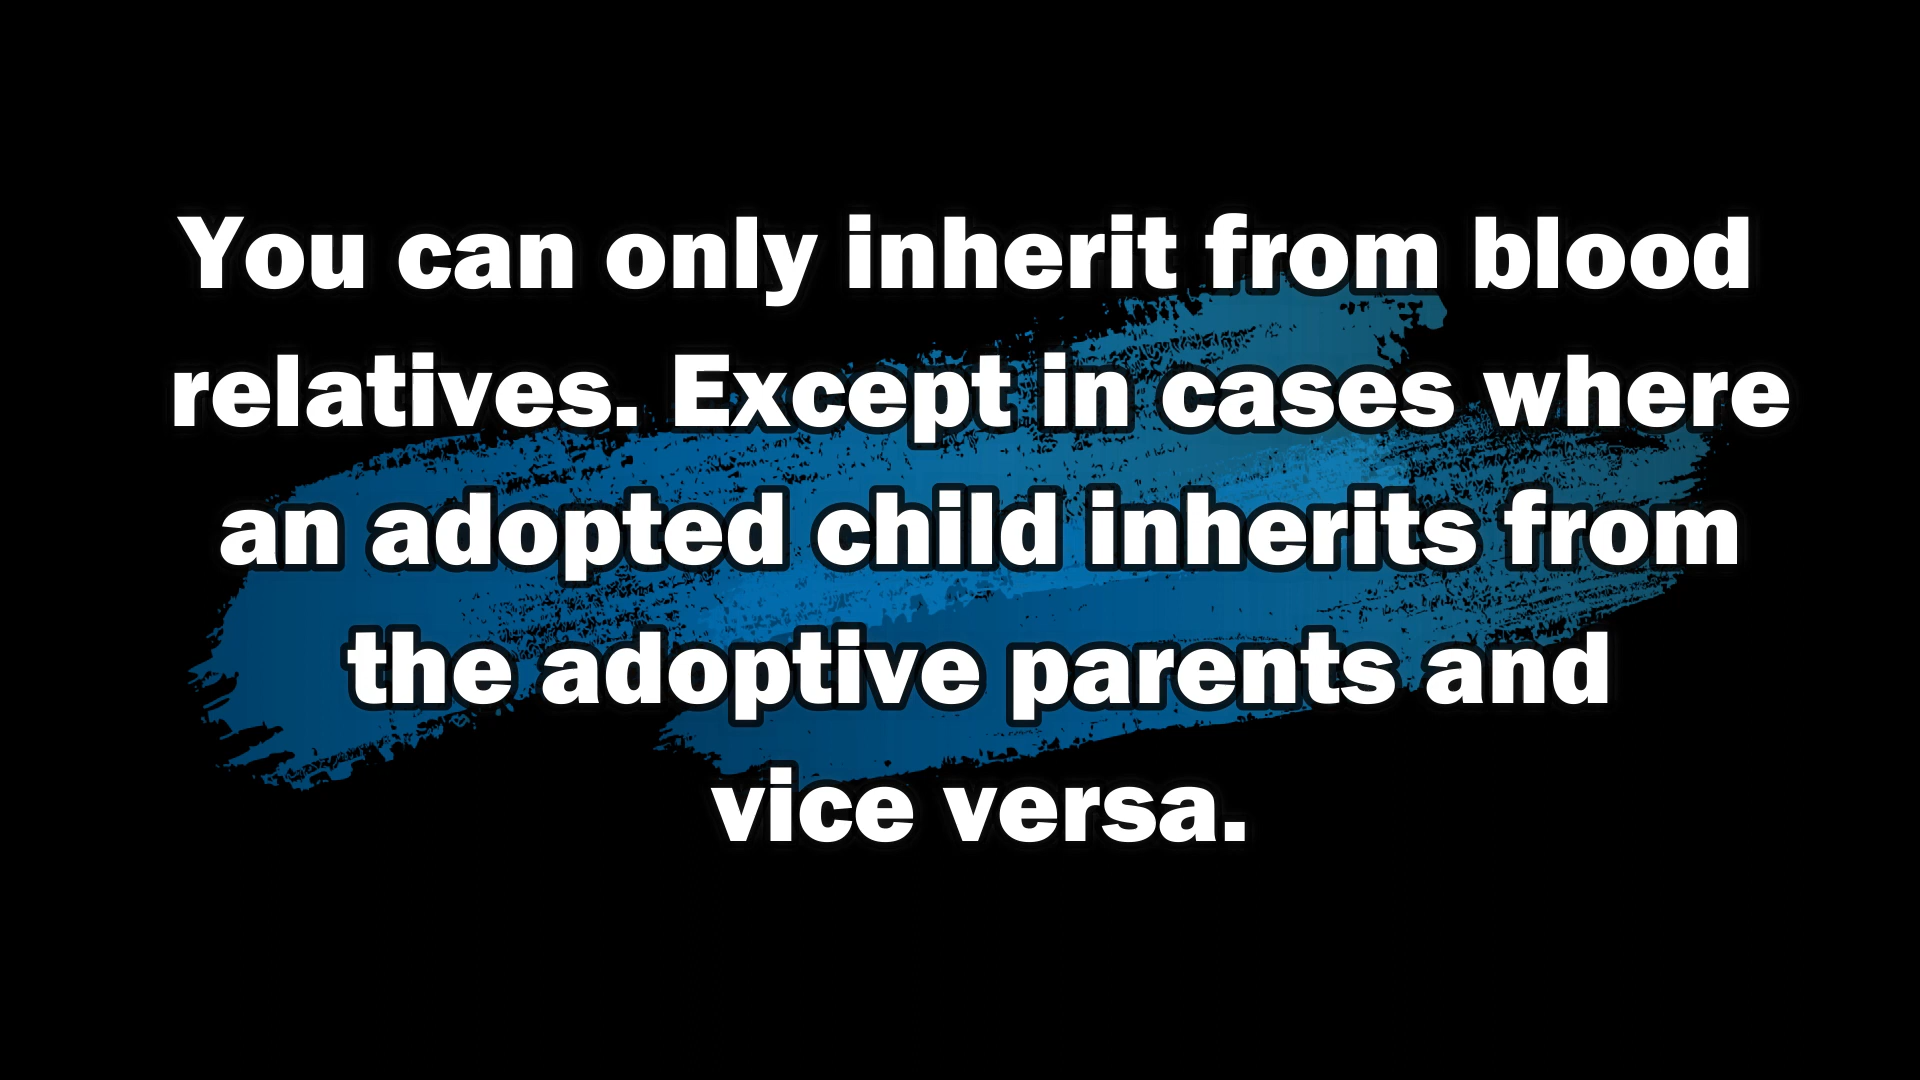 You can only inherit from blood
relatives. Except in cases where
an adopted child inherits from
the adoptive parents and
vice versa.